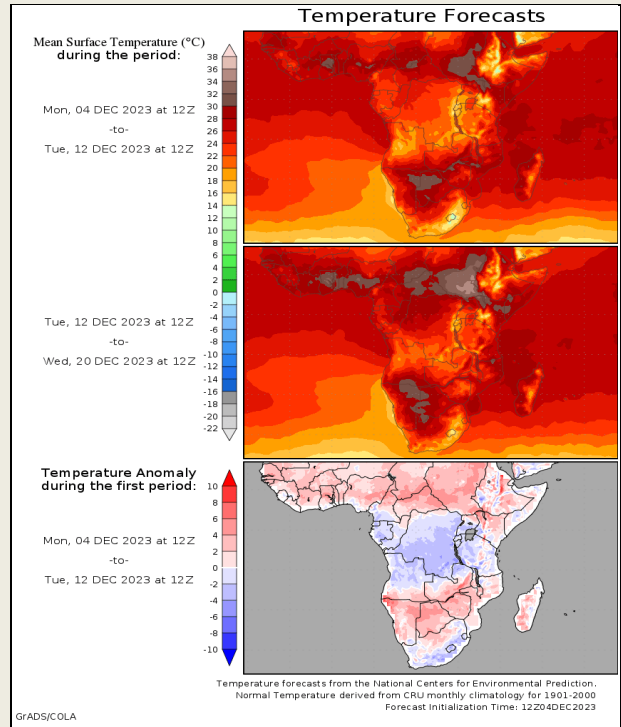 Temperature Forecasts
Mean Surface Temperature (°C)
during the period:
Mon, 04 DEC 2023 at 12Z
-to-
Tue, 12 DEC 2023 at 12Z
38
36
34
32
30
28
26
24
22
20
18
16
14
12
10
8
6
4
2
0
-2
-4
-6
-8
-10
-12
-14
-16
-18
-20
-22
Tue, 12 DEC 2023 at 12Z
-to-
Wed, 20 DEC 2023 at 12Z
Temperature Anomaly
during the first period:
Mon, 04 DEC 2023 at 12Z
-to-
Tue, 12 DEC 2023 at 12Z
10
8
6
4
2
0
-2
-4
-6
-8
-10
Temperature forecasts from the National Centers for Environmental Prediction.
Normal Temperature derived from CRU monthly climatology for 1901-2000
Forecast Initialization Time: 12Z04DEC2023
GrADS/COLA